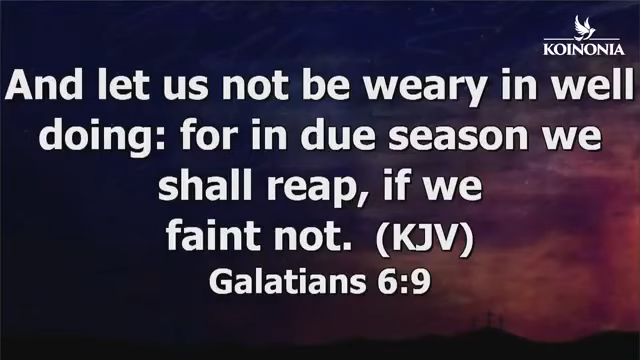 KOINONIA
And let us not be weary in well
doing: for in due season we
shall reap, if we
faint not.  (KJV)
Galatians 6:9